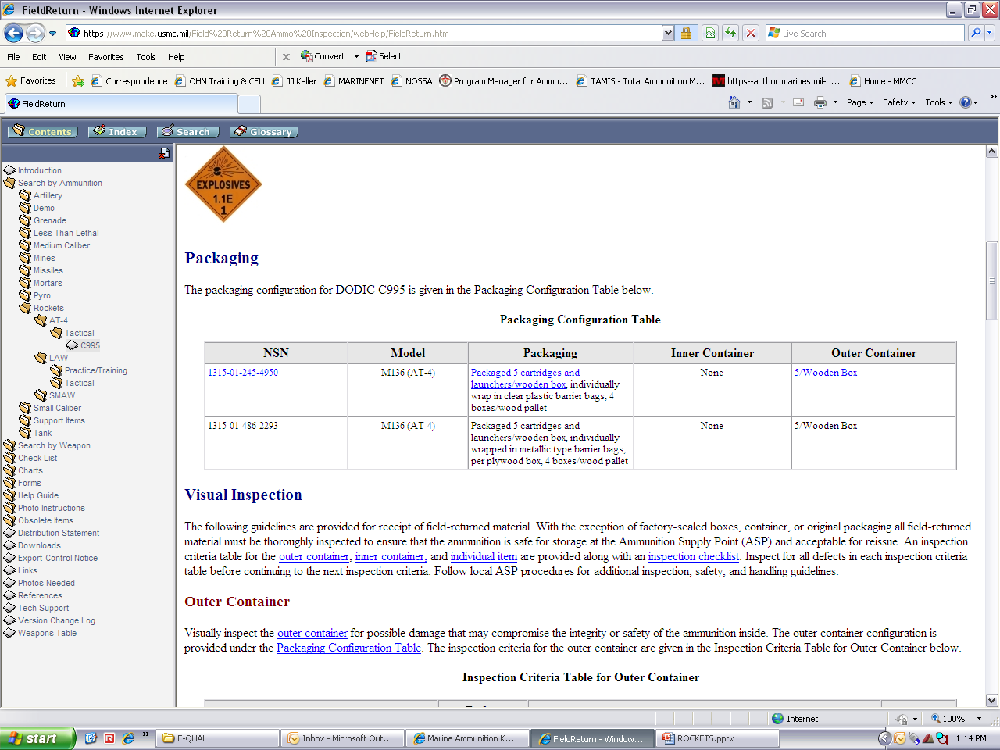 FieldReturn - Windows Internet Explorer
https://www.make.usmc.mil/Field%20Return%20Ammo%20Inspection/webHelp/FieldReturn.htm
Live Search
File Edit View Favorites Tools Help
x Convert Select
Favorites Correspondence OHN Training & CEU JJ Keller MARINENET NOSSA Program Manager for Ammu... TAMIS - Total Ammunition M... https--author.marines.mil-u... Home - MMCC
FieldReturn
Page Safety Tools
Contents Index Search Glossary
Introduction
Search by Ammunition
Artillery
Demo
Grenade
Less Than Lethal
Medium Caliber
Mines
Missiles
Mortars
Pyro
Rockets
AT-4
Tactical
C995
LAW
Practice/Training
Tactical
SMAW
Small Caliber
Support Items
Tank
Search by Weapon
Check List
Charts
Forms
Help Guide
Photo Instructions
Obsolete Items
Distribution Statement
Downloads
Export-Control Notice
Links
Photos Needed
References
Tech Support
Version Change Log
Weapons Table
EXPLOSIVES
1.1E
1
Packaging
The packaging configuration for DODIC C995 is given in the Packaging Configuration Table below.
Packaging Configuration Table
NSN Model Packaging Inner Container Outer Container
1315-01-245-4950 M136 (AT-4) Packaged 5 cartridges and None 5/Wooden Box
launchers/wooden box, individually
wrap in clear plastic barrier bags, 4
boxes/wood pallet
1315-01-486-2293 M136 (AT-4) Packaged 5 cartridges and None 5/Wooden Box
launchers/wooden box, individually
wrapped in metallic type barrier bags,
per plywood box, 4 boxes/wood pallet
Visual Inspection
The following guidelines are provided for receipt of field-returned material. With the exception of factory-sealed boxes, container, or original packaging all field-returned
material must be thoroughly inspected to ensure that the ammunition is safe for storage at the Ammunition Supply Point (ASP) and acceptable for reissue. An inspection
criteria table for the outer container, inner container, and individual item are provided along with an inspection checklist. Inspect for all defects in each inspection criteria
table before continuing to the next inspection criteria. Follow local ASP procedures for additional inspection, safety, and handling guidelines.
Outer Container
Visually inspect the outer container for possible damage that may compromise the integrity or safety of the ammunition inside. The outer container configuration is
provided under the Packaging Configuration Table. The inspection criteria for the outer container are given in the Inspection Criteria Table for Outer Container below.
Inspection Criteria Table for Outer Container
Internet 100%
start E-QUAL Inbox - Microsoft Out... Marine Ammunition K... FieldReturn - Window... ROCKETS.pptx 1:14 PM